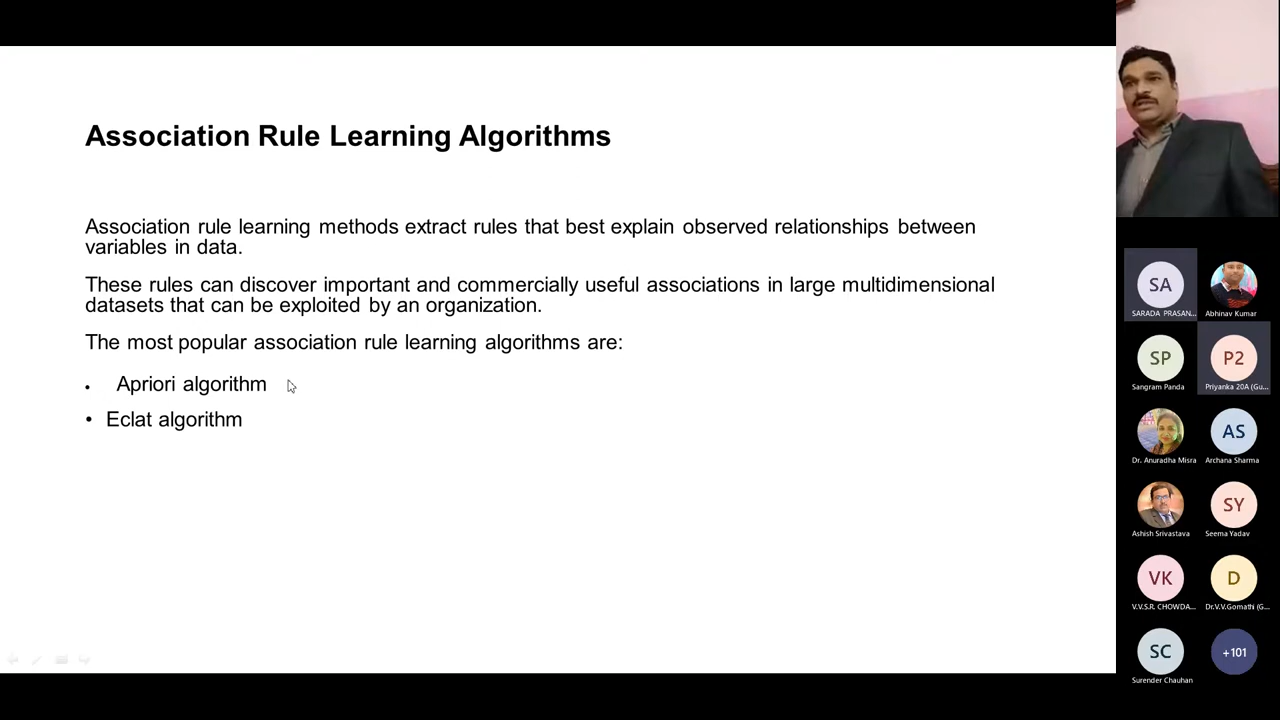 Association Rule Learning Algorithms
Association rule learning methods extract rules that best explain observed relationships between
variables in data.
These rules can discover important and commercially useful associations in large multidimensional
datasets that can be exploited by an organization.
The most popular association rule learning algorithms are:
• Apriori algorithm
• Eclat algorithm
SA
SARADA PRASAN...
Abhinav Kumar
SP
Sangram Panda
P2
Priyanka 20A (Gu...
Dr. Anuradha Misra
AS
Archana Sharma
Ashish Srivastava
SY
Seema Yadav
VK
V.V.S.R. CHOWDA...
D
Dr.V.V.Gomathi (G...
SC
Surender Chauhan
+101